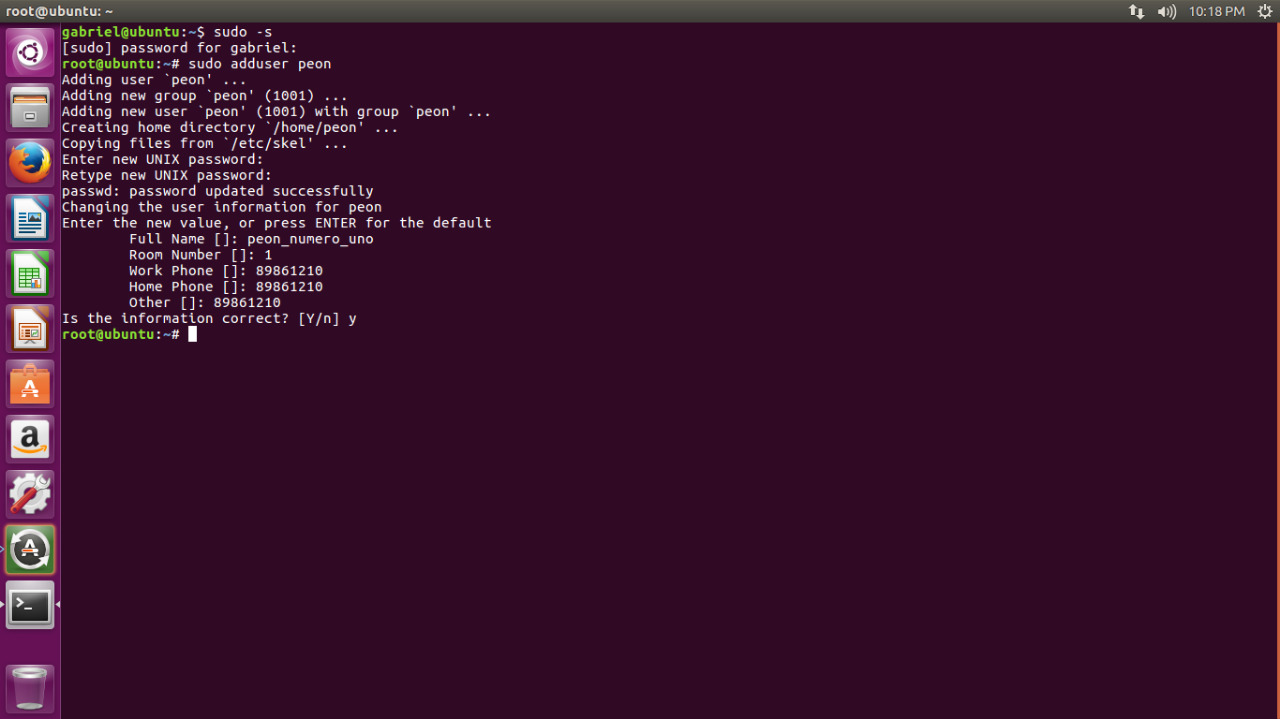 root@ubuntu: ~
10:18 PM
gabriel@ubuntu:~$ sudo -s
[sudo] password for gabriel:
root@ubuntu:~# sudo adduser peon
Adding user `peon' ...
Adding new group `peon' (1001) ...
Adding new user `peon' (1001) with group `peon' ...
Creating home directory `/home/peon' ...
Copying files from `/etc/skel' ...
Enter new UNIX password:
Retype new UNIX password:
passwd: password updated successfully
Changing the user information for peon
Enter the new value, or press ENTER for the default
Full Name []: peon_numero_uno
Room Number []: 1
Work Phone []: 89861210
Home Phone []: 89861210
Other []: 89861210
Is the information correct? [Y/n] y
root@ubuntu:~#